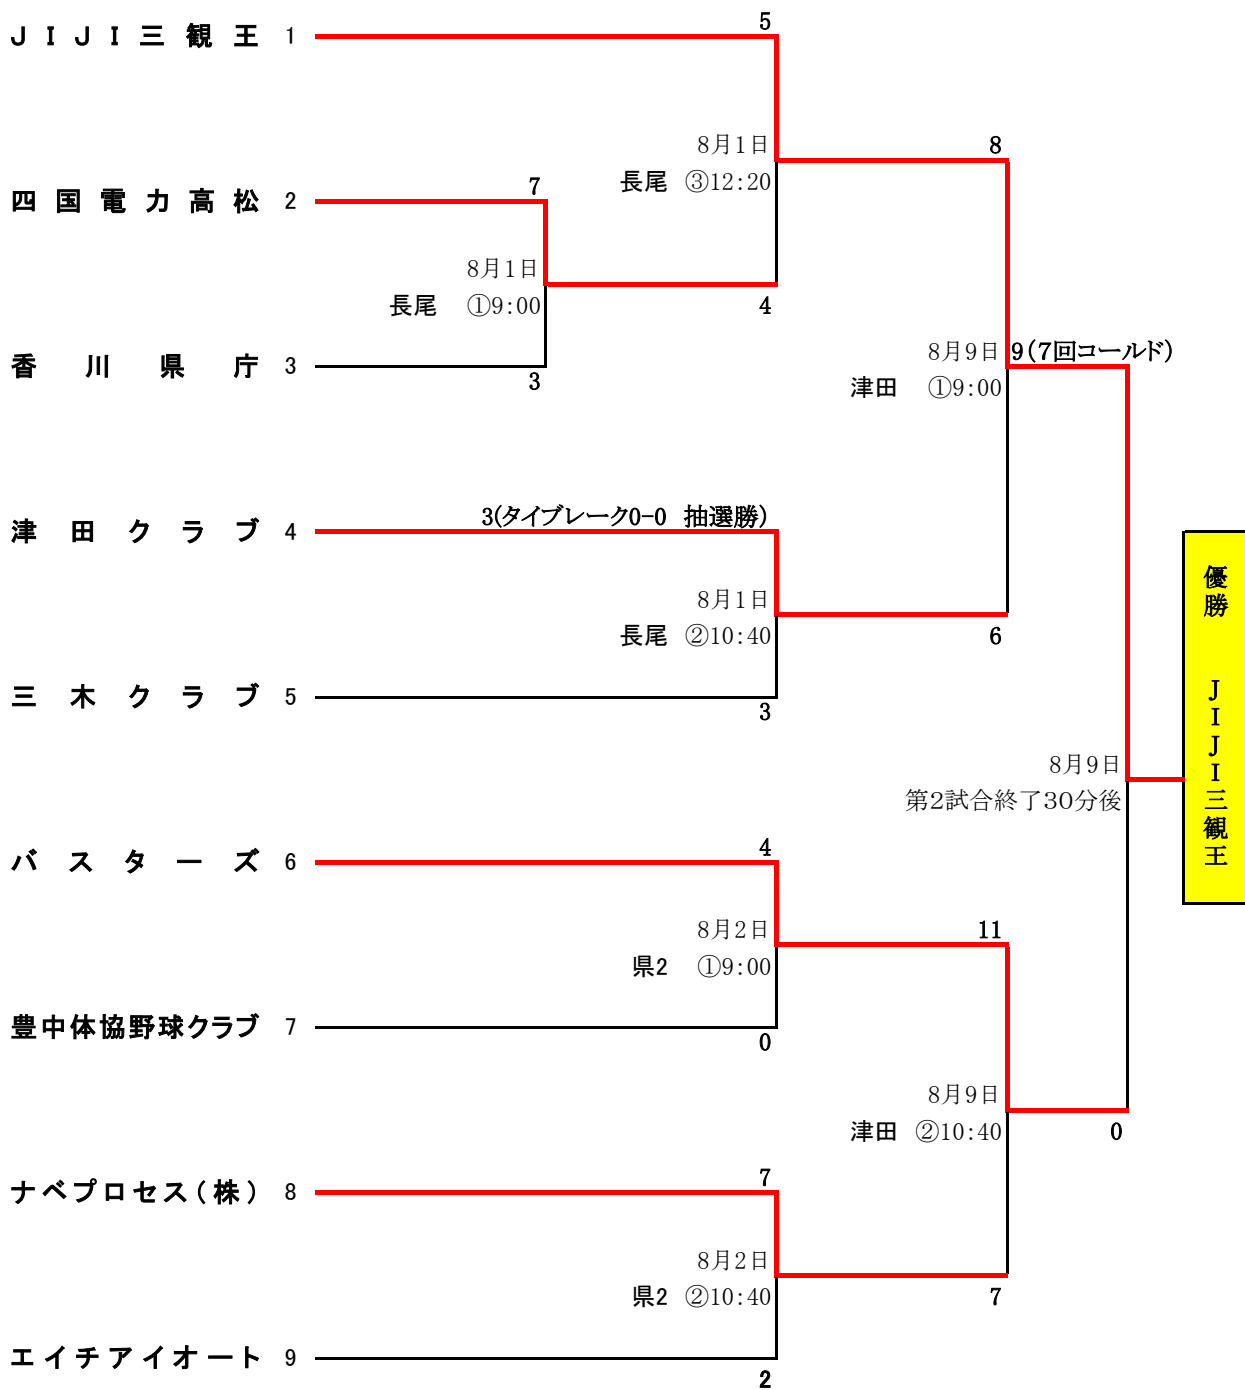 ＪＩＪＩ三観王 1
5
8月1日
長尾 ③12:20
8
四国電力高松 2
7
8月1日
長尾 ①9:00
4
香川県庁 3
3
8月9日
津田 ①9:00
9(7回コールド)
津田クラブ 4
3(タイブレーク0-0 抽選勝)
8月1日
長尾 ②10:40
6
三木クラブ 5
3
優勝 ＪＩＪＩ三観王
8月9日
第2試合終了30分後
バスターズ 6
4
8月2日
県2 ①9:00
11
豊中体協野球クラブ 7
0
8月9日
津田 ②10:40
0
ナベプロセス(株) 8
7
8月2日
県2 ②10:40
7
エイチアイオート 9
2